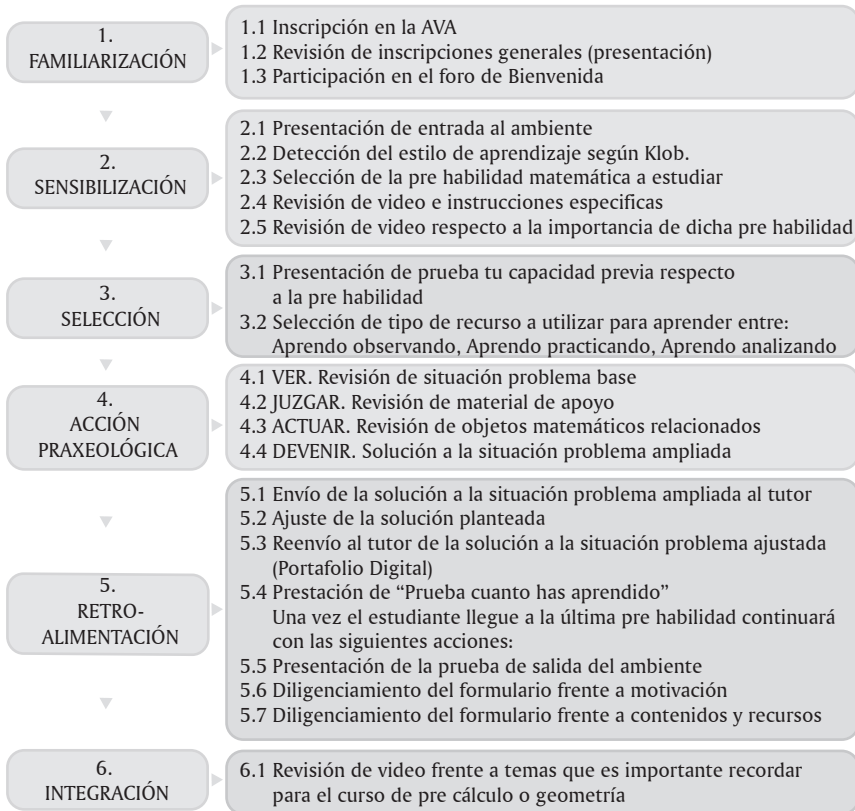 1.
FAMILIARIZACIÓN
1.1 Inscripción en la AVA
1.2 Revisión de inscripciones generales (presentación)
1.3 Participación en el foro de Bienvenida
2.
SENSIBILIZACIÓN
2.1 Presentación de entrada al ambiente
2.2 Detección del estilo de aprendizaje según Klob.
2.3 Selección de la pre habilidad matemática a estudiar
2.4 Revisión de video e instrucciones especificas
2.5 Revisión de video respecto a la importancia de dicha pre habilidad
3.
SELECCIÓN
3.1 Presentación de prueba tu capacidad previa respecto
a la pre habilidad
3.2 Selección de tipo de recurso a utilizar para aprender entre:
Aprendo observando, Aprendo practicando, Aprendo analizando
4.
ACCIÓN
PRAXEOLÓGICA
4.1 VER. Revisión de situación problema base
4.2 JUZGAR. Revisión de material de apoyo
4.3 ACTUAR. Revisión de objetos matemáticos relacionados
4.4 DEVENIR. Solución a la situación problema ampliada
5.
RETRO-
ALIMENTACIÓN
5.1 Envío de la solución a la situación problema ampliada al tutor
5.2 Ajuste de la solución planteada
5.3 Reenvío al tutor de la solución a la situación problema ajustada
(Portafolio Digital)
5.4 Prestación de “Prueba cuanto has aprendido”
Una vez el estudiante llegue a la última pre habilidad continuará
con las siguientes acciones:
5.5 Presentación de la prueba de salida del ambiente
5.6 Diligenciamiento del formulario frente a motivación
5.7 Diligenciamiento del formulario frente a contenidos y recursos
6.
INTEGRACIÓN
6.1 Revisión de video frente a temas que es importante recordar
para el curso de pre cálculo o geometría